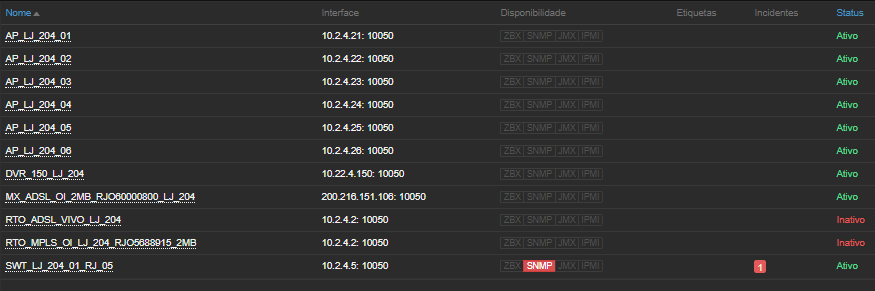 Nome Interface Disponibilidade Etiquetas Incidentes Status
AP_LJ_204_01 10.2.4.21: 10050 ZBX SNMP JMX IPMI Ativo
AP_LJ_204_02 10.2.4.22: 10050 ZBX SNMP JMX IPMI Ativo
AP_LJ_204_03 10.2.4.23: 10050 ZBX SNMP JMX IPMI Ativo
AP_LJ_204_04 10.2.4.24: 10050 ZBX SNMP JMX IPMI Ativo
AP_LJ_204_05 10.2.4.25: 10050 ZBX SNMP JMX IPMI Ativo
AP_LJ_204_06 10.2.4.26: 10050 ZBX SNMP JMX IPMI Ativo
DVR_150_LJ_204 10.22.4.150: 10050 ZBX SNMP JMX IPMI Ativo
MX_ADSL_OI_2MB_RJO60000800_LJ_204 200.216.151.106: 10050 ZBX SNMP JMX IPMI Ativo
RTO_ADSL_VIVO_LJ_204 10.2.4.2: 10050 ZBX SNMP JMX IPMI Inativo
RTO_MPLS_OI_LJ_204_RJO5688915_2MB 10.2.4.2: 10050 ZBX SNMP JMX IPMI Inativo
SWT_LJ_204_01_RJ_05 10.2.4.5: 10050 ZBX SNMP JMX IPMI 1 Ativo